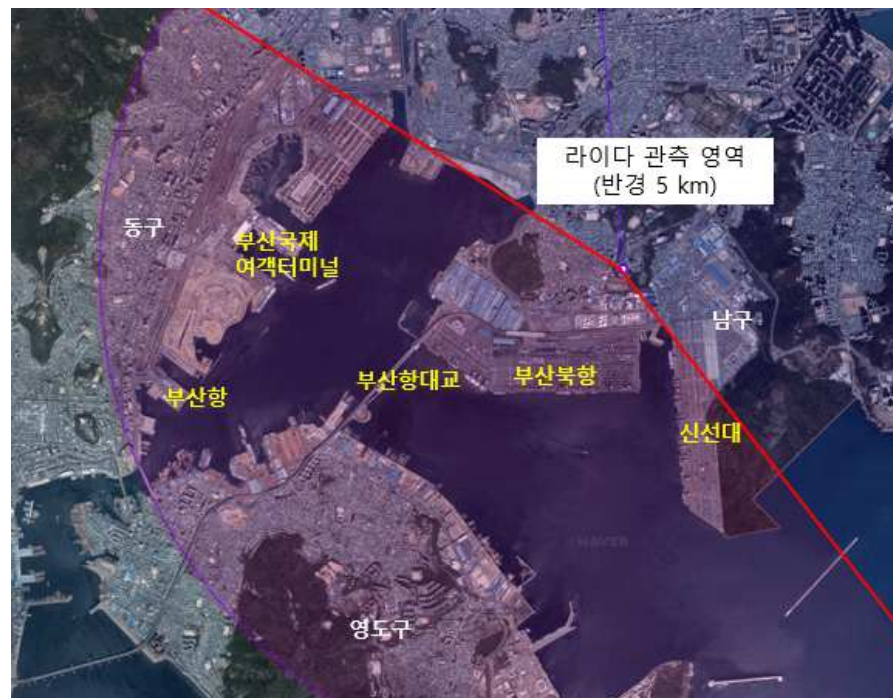 라이다 관측 영역
(반경 5 km)
동구
부산국제
여객터미널
남구
부산항
부산항대교
부산북항
신선대
NAVER
영도구